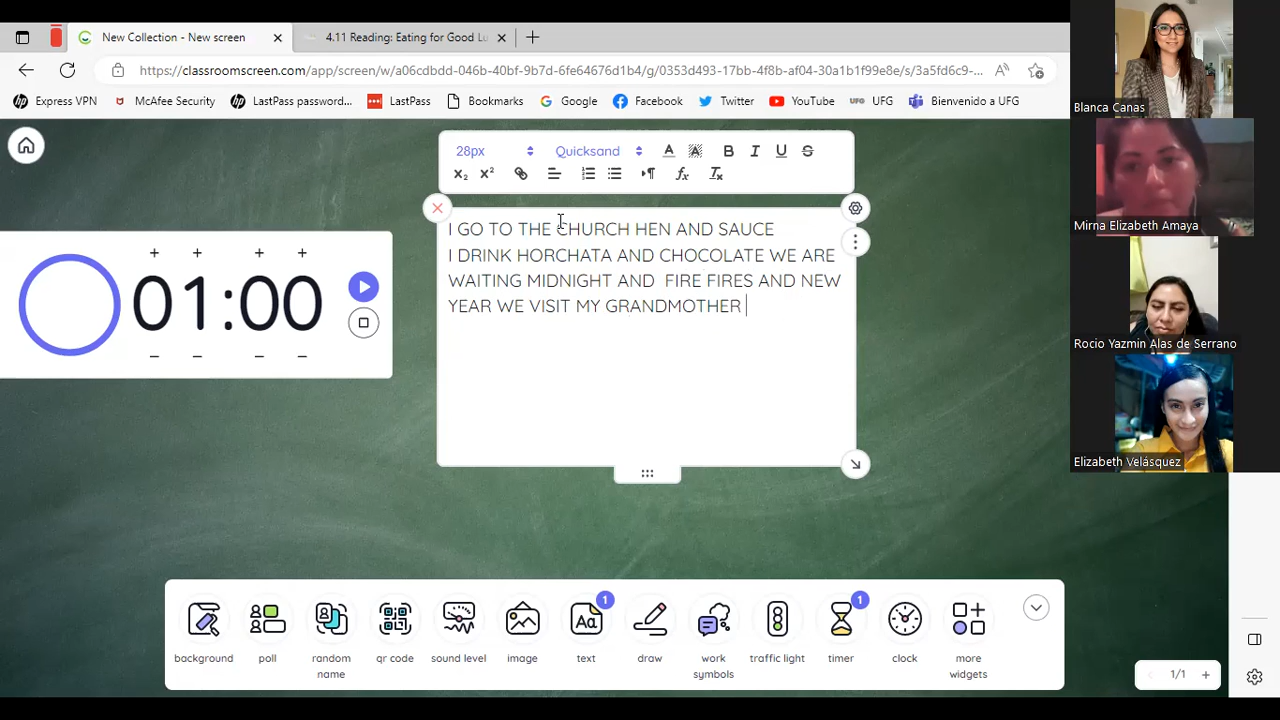 New Collection - New screen
4.11 Reading: Eating for Good Lu
https://classroomscreen.com/app/screen/w/a06cdbdd-046b-40bf-9b7d-6fe64676d1b4/g/0353d493-17bb-4f8b-af04-30a1b1f99e8e/s/3a5fd6c9-...
Express VPN
McAfee Security
LastPass password...
LastPass
Bookmarks
Google
Facebook
Twitter
YouTube
UFG
Bienvenido a UFG
28px
Quicksand
I GO TO THE CHURCH HEN AND SAUCE
I DRINK HORCHATA AND CHOCOLATE WE ARE
WAITING MIDNIGHT AND FIRE FIRES AND NEW
YEAR WE VISIT MY GRANDMOTHER
01:00
Blanca Canas
Mirna Elizabeth Amaya
Rocio Yazmin Alas de Serrano
Elizabeth Velásquez
background
poll
random name
qr code
sound level
image
1
text
draw
work symbols
traffic light
1
timer
clock
more widgets
1/1